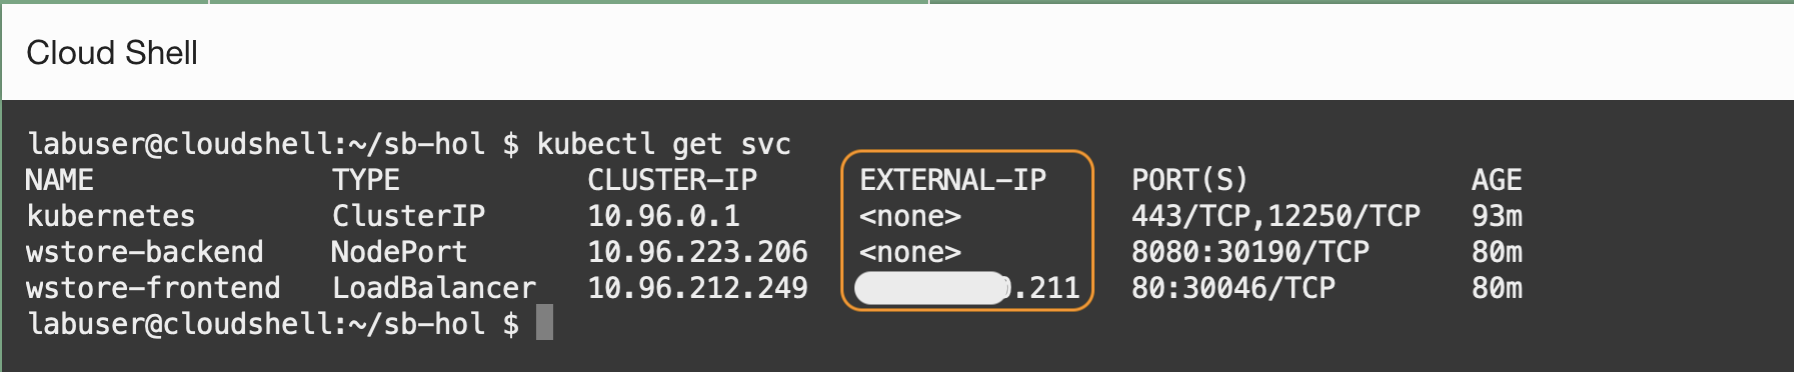 Cloud Shell
labuser@cloudshell:~/sb-hol $ kubectl get svc
NAME TYPE CLUSTER-IP EXTERNAL-IP PORT(S) AGE
kubernetes ClusterIP 10.96.0.1 <none> 443/TCP,12250/TCP 93m
wstore-backend NodePort 10.96.223.206 <none> 8080:30190/TCP 80m
wstore-frontend LoadBalancer 10.96.212.249 .211 80:30046/TCP 80m
labuser@cloudshell:~/sb-hol $